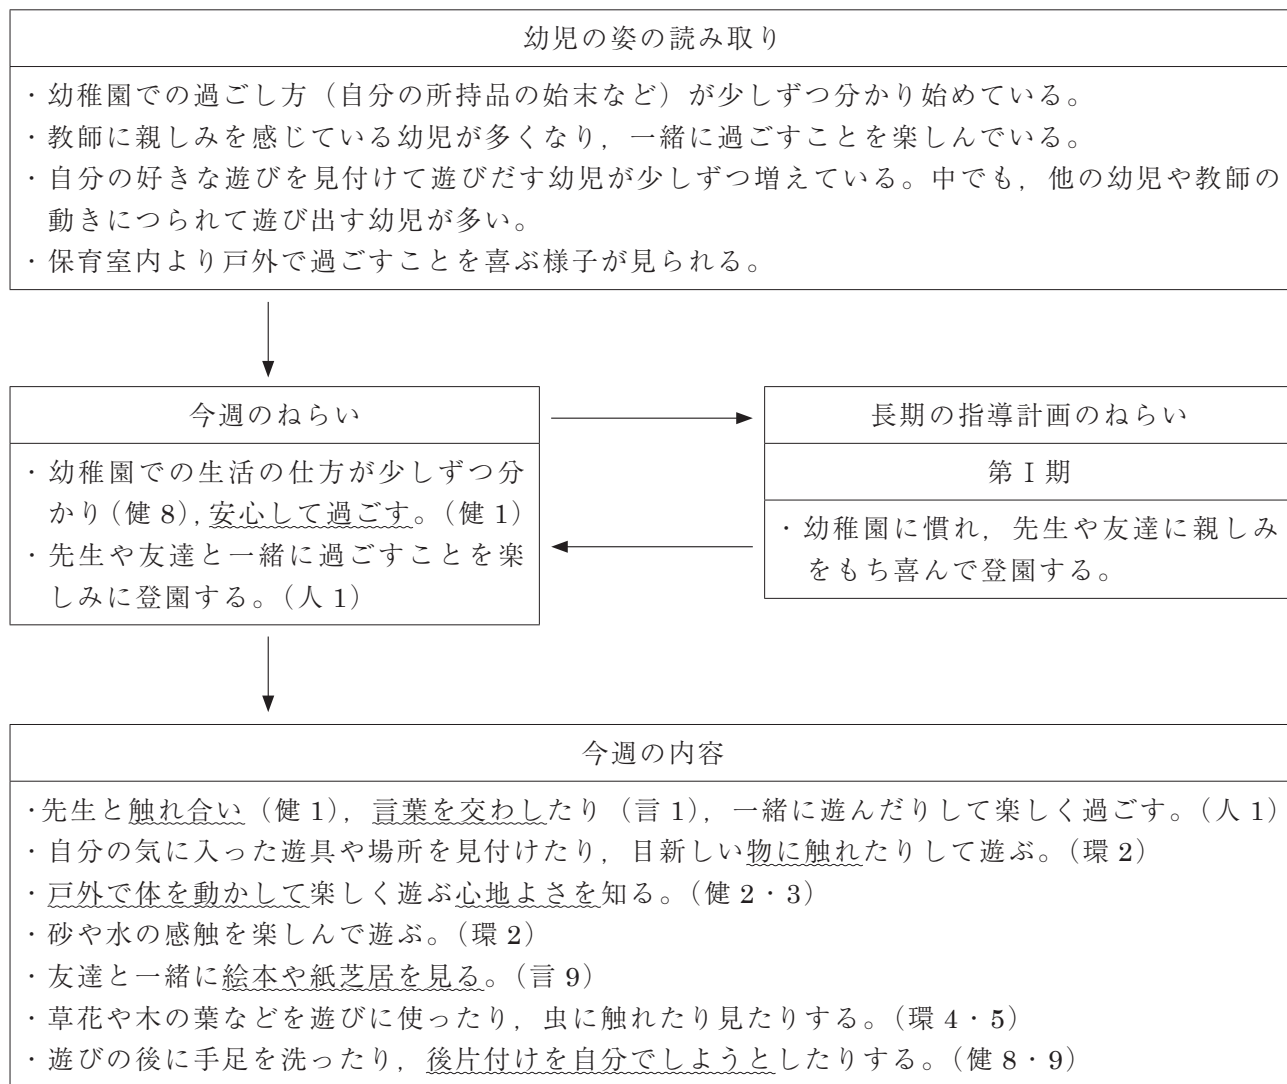 幼児の姿の読み取り
・幼稚園での過ごし方（自分の所持品の始末など）が少しずつ分かり始めている。
・教師に親しみを感じている幼児が多くなり，一緒に過ごすことを楽しんでいる。
・自分の好きな遊びを見付けて遊びだす幼児が少しずつ増えている。中でも，他の幼児や教師の
動きにつられて遊び出す幼児が多い。
・保育室内より戸外で過ごすことを喜ぶ様子が見られる。
今週のねらい
・幼稚園での生活の仕方が少しずつ分
かり（健 8），安心して過ごす。（健 1）
・先生や友達と一緒に過ごすことを楽
しみに登園する。（人 1）
長期の指導計画のねらい
第 Ⅰ 期
・幼稚園に慣れ，先生や友達に親しみ
をもち喜んで登園する。
今週の内容
・先生と触れ合い（健 1），言葉を交わしたり（言 1），一緒に遊んだりして楽しく過ごす。（人 1）
・自分の気に入った遊具や場所を見付けたり，目新しい物に触れたりして遊ぶ。（環 2）
・戸外で体を動かして楽しく遊ぶ心地よさを知る。（健 2・3）
・砂や水の感触を楽しんで遊ぶ。（環 2）
・友達と一緒に絵本や紙芝居を見る。（言 9）
・草花や木の葉などを遊びに使ったり，虫に触れたり見たりする。（環 4・5）
・遊びの後に手足を洗ったり，後片付けを自分でしようとしたりする。（健 8・9）